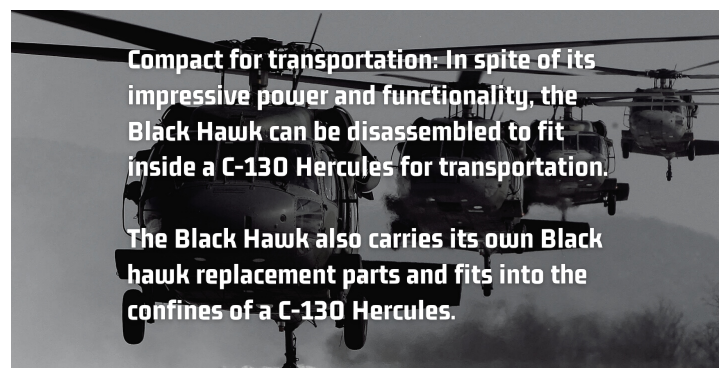 Compact for transportation: In spite of its
impressive power and functionality, the
Black Hawk can be disassembled to fit
inside a C-130 Hercules for transportation.
The Black Hawk also carries its own Black
hawk replacement parts and fits into the
confines of a C-130 Hercules.